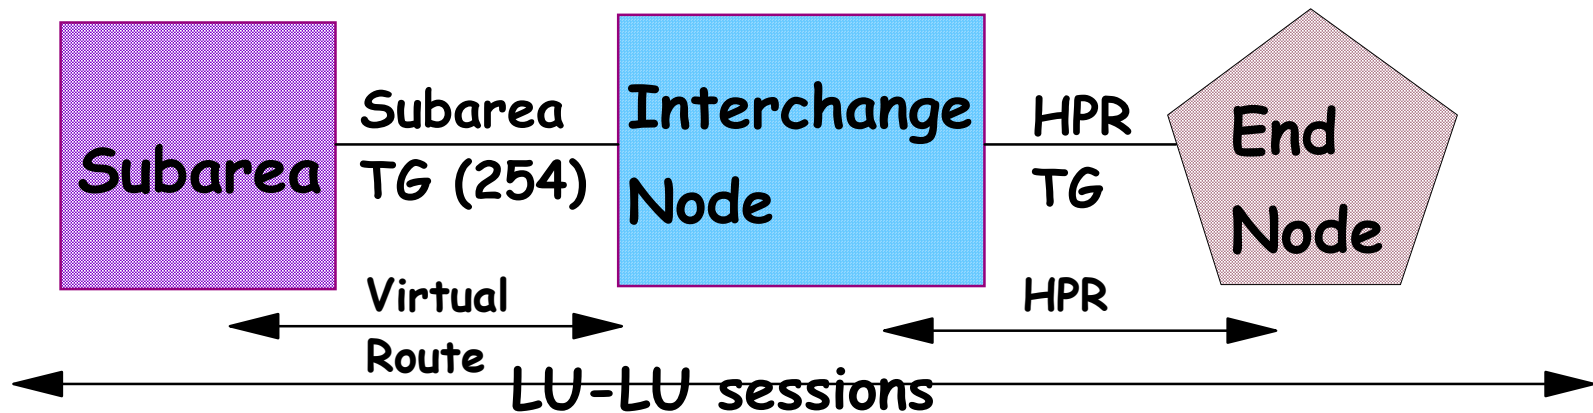 Subarea
Subarea
TG (254)
Interchange
Node
HPR
TG
End
Node
Virtual
Route
HPR
LU-LU sessions